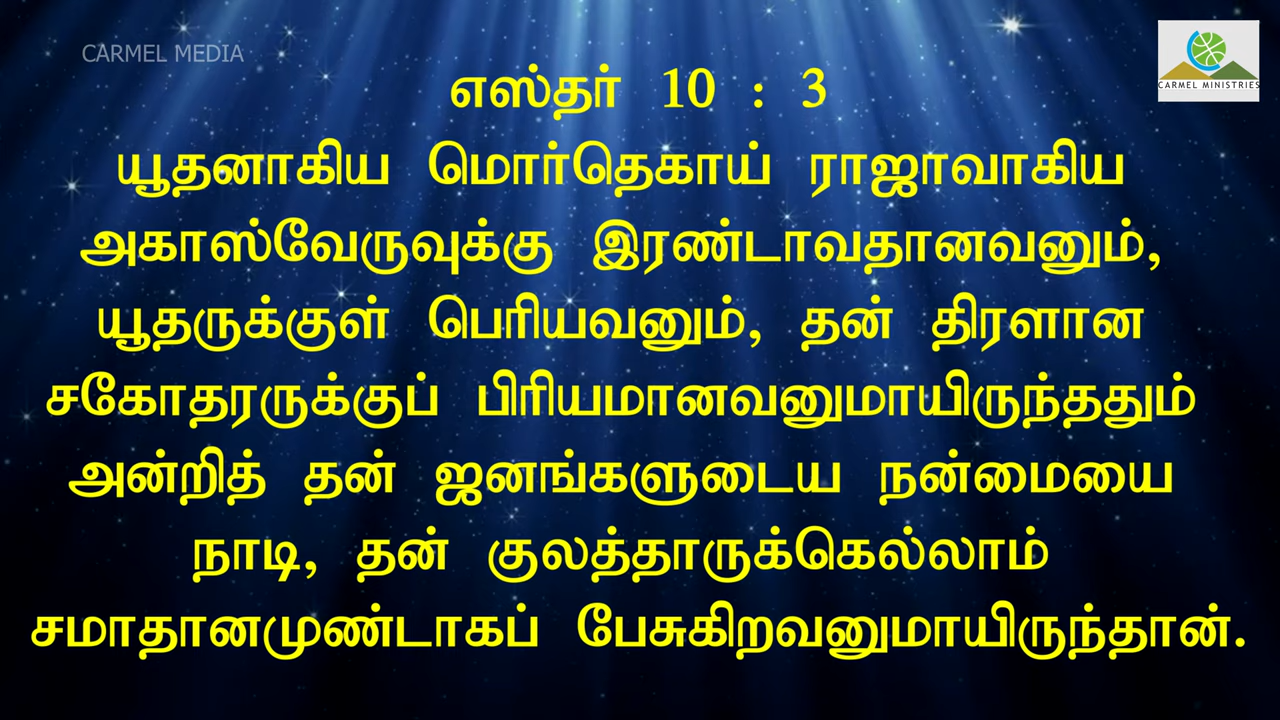 CARMEL MEDIA
CARMEL MINISTRIES
எஸ்தர் 10 : 3
யூதனாகிய மொர்தெகாய் ராஜாவாகிய
அகாஸ்வேருவுக்கு இரண்டாவதானவனும்,
யூதருக்குள் பெரியவனும், தன் திரளான
சகோதரருக்குப் பிரியமானவனுமாயிருந்ததும்
அன்றித் தன் ஜனங்களுடைய நன்மையை
நாடி, தன் குலத்தாருக்கெல்லாம்
சமாதானமுண்டாகப் பேசுகிறவனுமாயிருந்தான்.